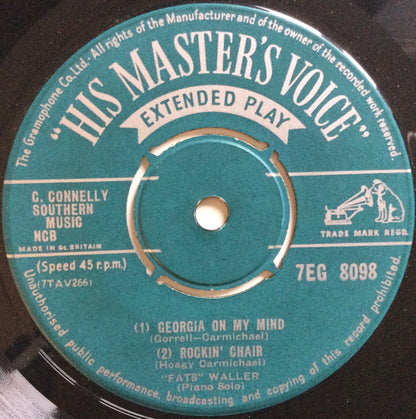 The Gramophone Co. Ltd. · All rights of the Manufacturer and of the owner of the recorded work reserved.
"HIS MASTER'S VOICE"
EXTENDED PLAY
C. CONNELLY
SOUTHERN
MUSIC
NCB
MADE IN Gt. BRITAIN
TRADE MARK REGD.
(Speed 45 r.p.m.)
(7TAV266)
7EG 8098
(1) GEORGIA ON MY MIND
(Gorrell—Carmichael)
(2) ROCKIN' CHAIR
(Hoagy Carmichael)
"FATS" WALLER
(Piano Solo)
Unauthorised public performance, broadcasting and copying of this record prohibited.